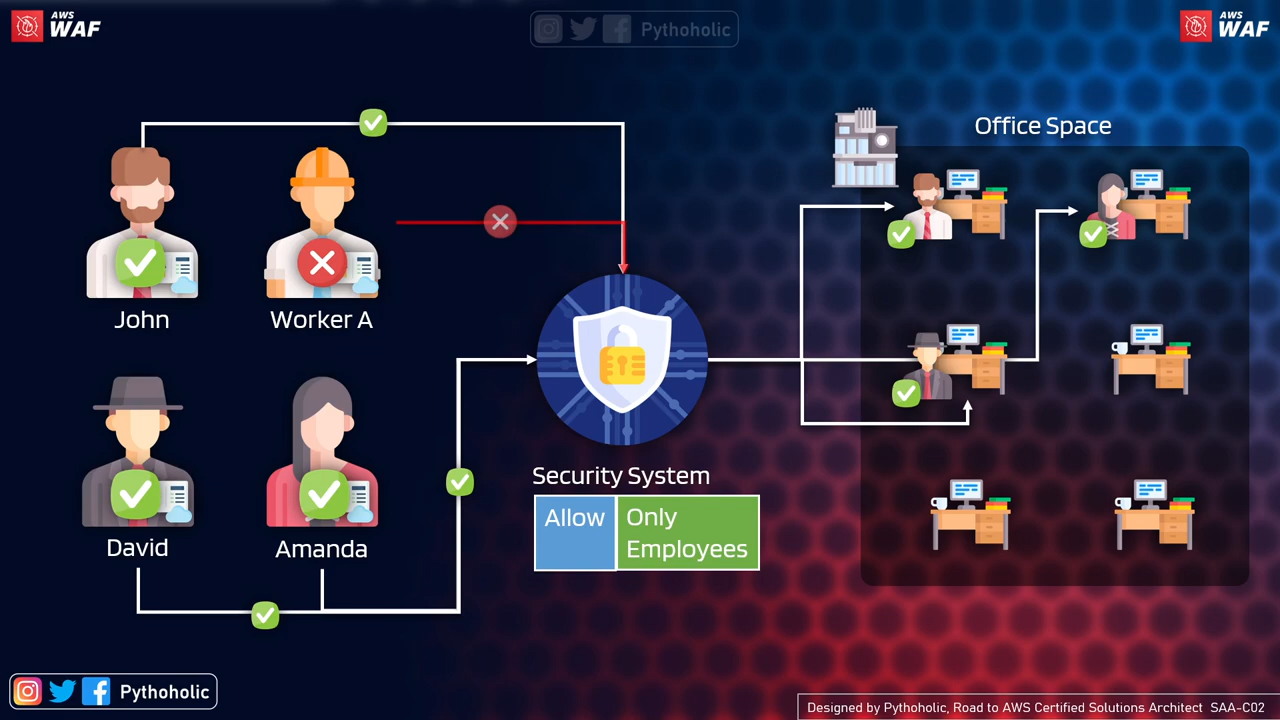 AWS
WAF
Pythoholic
AWS
WAF
Office Space
John
Worker A
David
Amanda
Security System
Allow
Only
Employees
Pythoholic
Designed by Pythoholic, Road to AWS Certified Solutions Architect SAA-C02